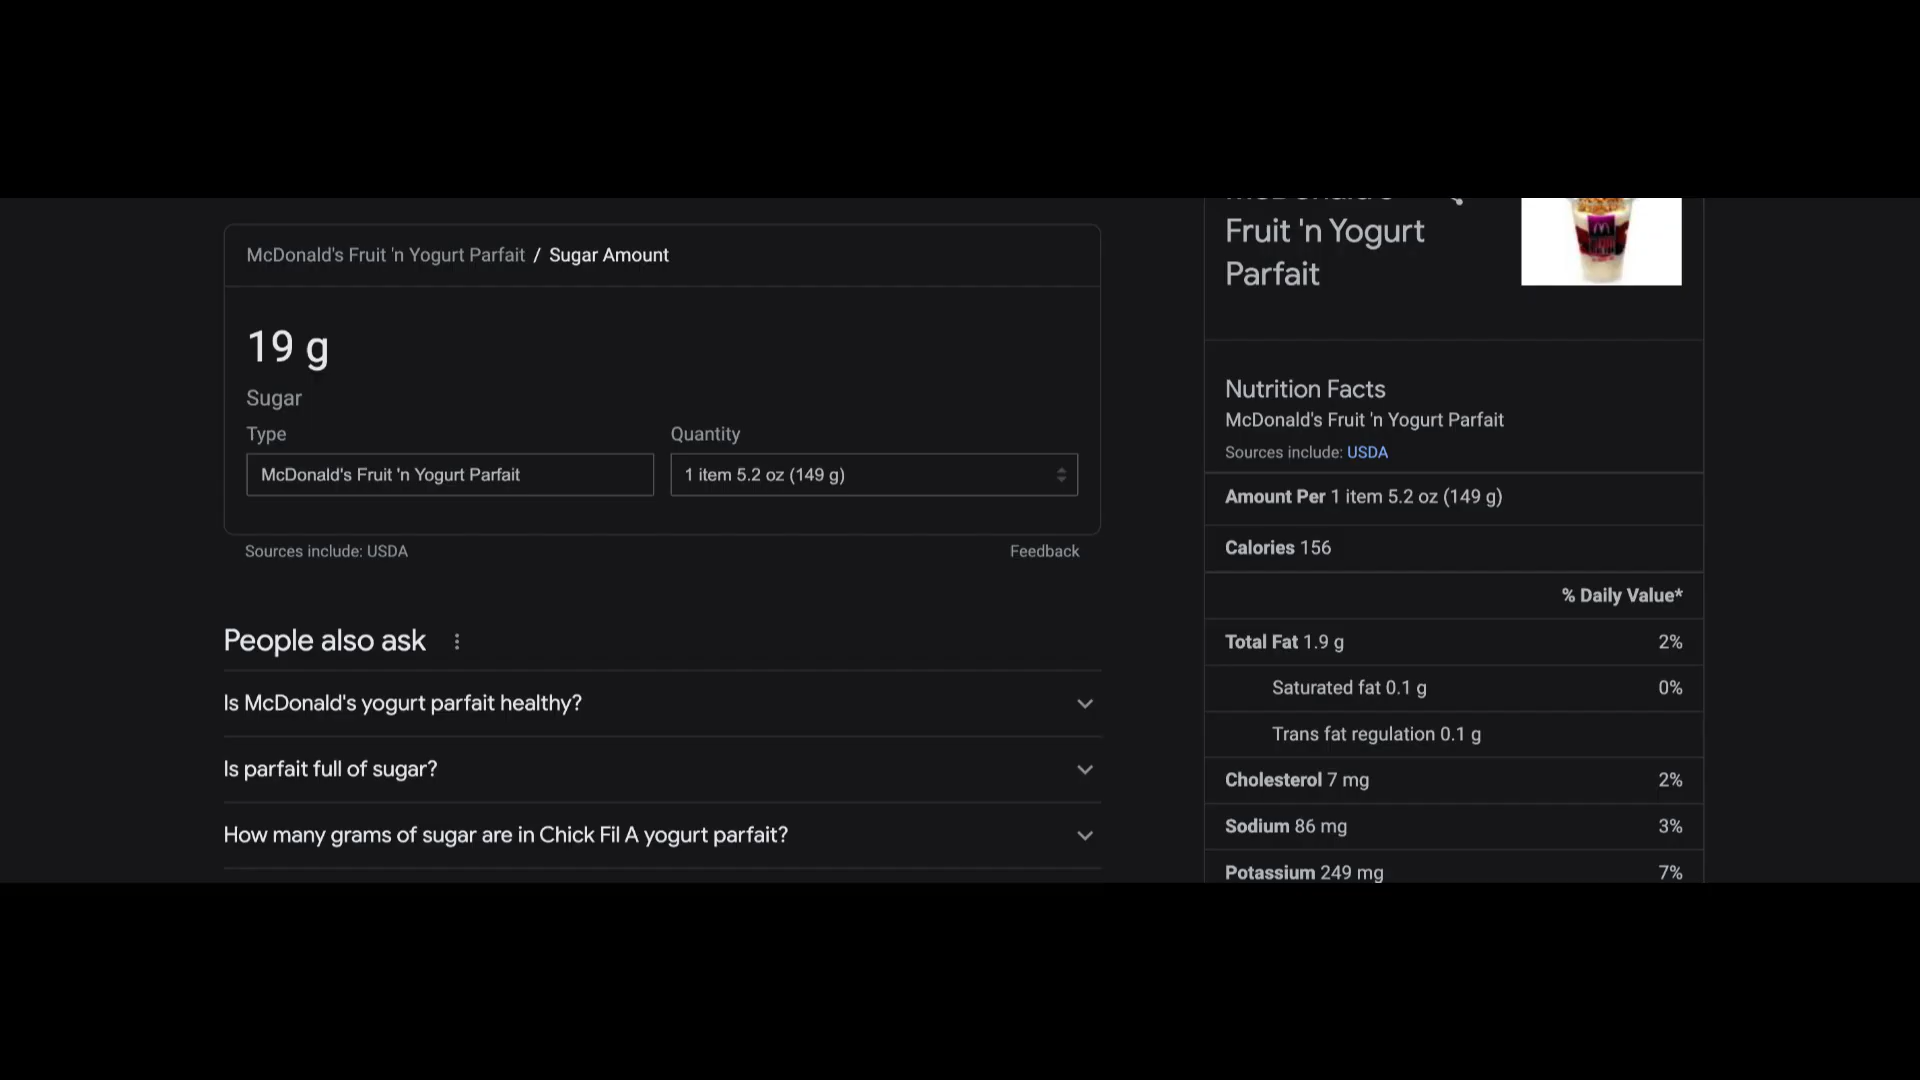 McDonald's Fruit 'n Yogurt Parfait / Sugar Amount
19 g
Sugar
Type
Quantity
McDonald's Fruit 'n Yogurt Parfait
1 item 5.2 oz (149 g)
Sources include: USDA
Feedback
People also ask
Is McDonald's yogurt parfait healthy?
Is parfait full of sugar?
How many grams of sugar are in Chick Fil A yogurt parfait?
McDonald's
Fruit 'n Yogurt
Parfait
Nutrition Facts
McDonald's Fruit 'n Yogurt Parfait
Sources include: USDA
Amount Per 1 item 5.2 oz (149 g)
Calories 156
% Daily Value*
Total Fat 1.9 g 2%
Saturated fat 0.1 g 0%
Trans fat regulation 0.1 g
Cholesterol 7 mg 2%
Sodium 86 mg 3%
Potassium 249 mg 7%